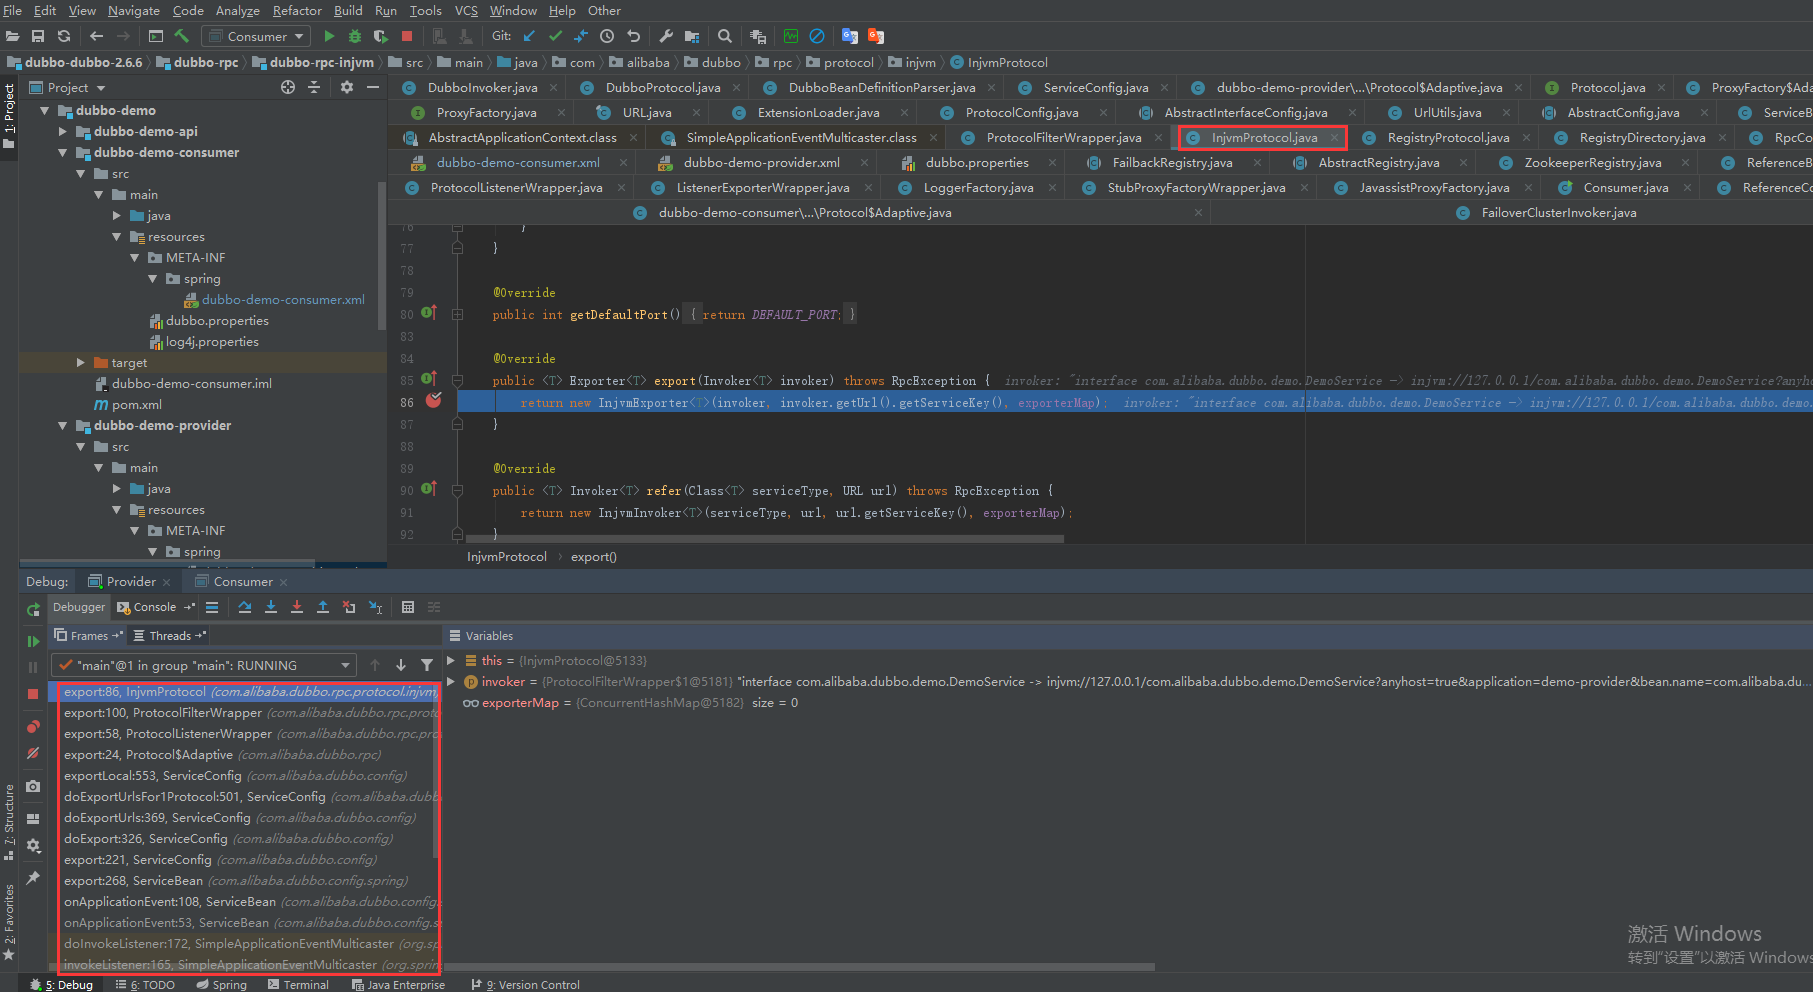 File Edit View Navigate Code Analyze Refactor Build Run Tools VCS Window Help Other
Consumer Git:
dubbo-dubbo-2.6.6 dubbo-rpc dubbo-rpc-injvm src main java com alibaba dubbo rpc protocol injvm InjvmProtocol
1: Project
Project
dubbo-demo
dubbo-demo-api
dubbo-demo-consumer
src
main
java
resources
META-INF
spring
dubbo-demo-consumer.xml
dubbo.properties
log4j.properties
target
dubbo-demo-consumer.iml
pom.xml
dubbo-demo-provider
src
main
java
resources
META-INF
spring
DubboInvoker.java DubboProtocol.java DubboBeanDefinitionParser.java ServiceConfig.java dubbo-demo-provider\...\Protocol$Adaptive.java Protocol.java ProxyFactory$Ada
ProxyFactory.java URL.java ExtensionLoader.java ProtocolConfig.java AbstractInterfaceConfig.java UrlUtils.java AbstractConfig.java ServiceB
AbstractApplicationContext.class SimpleApplicationEventMulticaster.class ProtocolFilterWrapper.java InjvmProtocol.java RegistryProtocol.java RegistryDirectory.java RpcCo
dubbo-demo-consumer.xml dubbo-demo-provider.xml dubbo.properties FailbackRegistry.java AbstractRegistry.java ZookeeperRegistry.java ReferenceB
ProtocolListenerWrapper.java ListenerExporterWrapper.java LoggerFactory.java StubProxyFactoryWrapper.java JavassistProxyFactory.java Consumer.java ReferenceCo
dubbo-demo-consumer\...\Protocol$Adaptive.java FailoverClusterInvoker.java
76 }
77 }
78
79 @Override
80 public int getDefaultPort() { return DEFAULT_PORT; }
83
84 @Override
85 public <T> Exporter<T> export(Invoker<T> invoker) throws RpcException { invoker: "interface com.alibaba.dubbo.demo.DemoService -> injvm://127.0.0.1/com.alibaba.dubbo.demo.DemoService?anyho
86 return new InjvmExporter<T>(invoker, invoker.getUrl().getServiceKey(), exporterMap); invoker: "interface com.alibaba.dubbo.demo.DemoService -> injvm://127.0.0.1/com.alibaba.dubbo.demo.
87 }
88
89 @Override
90 public <T> Invoker<T> refer(Class<T> serviceType, URL url) throws RpcException {
91 return new InjvmInvoker<T>(serviceType, url, url.getServiceKey(), exporterMap);
92 }
InjvmProtocol export()
Debug: Provider Consumer
Debugger Console
Frames Threads
"main"@1 in group "main": RUNNING
export:86, InjvmProtocol (com.alibaba.dubbo.rpc.protocol.injvm)
export:100, ProtocolFilterWrapper (com.alibaba.dubbo.rpc.proto
export:58, ProtocolListenerWrapper (com.alibaba.dubbo.rpc.pro
export:24, Protocol$Adaptive (com.alibaba.dubbo.rpc)
exportLocal:553, ServiceConfig (com.alibaba.dubbo.config)
doExportUrlsFor1Protocol:501, ServiceConfig (com.alibaba.dubb
doExportUrls:369, ServiceConfig (com.alibaba.dubbo.config)
doExport:326, ServiceConfig (com.alibaba.dubbo.config)
export:221, ServiceConfig (com.alibaba.dubbo.config)
export:268, ServiceBean (com.alibaba.dubbo.config.spring)
onApplicationEvent:108, ServiceBean (com.alibaba.dubbo.config.
onApplicationEvent:53, ServiceBean (com.alibaba.dubbo.config.s
doInvokeListener:172, SimpleApplicationEventMulticaster (org.sp
invokeListener:165, SimpleApplicationEventMulticaster (org.sprin
Variables
this = {InjvmProtocol@5133}
invoker = {ProtocolFilterWrapper$1@5181} "interface com.alibaba.dubbo.demo.DemoService -> injvm://127.0.0.1/com.alibaba.dubbo.demo.DemoService?anyhost=true&application=demo-provider&bean.name=com.alibaba.du...
exporterMap = {ConcurrentHashMap@5182} size = 0
7: Structure
2: Favorites
激活 Windows
转到"设置"以激活 Windows
5: Debug 6: TODO Spring Terminal Java Enterprise 9: Version Control